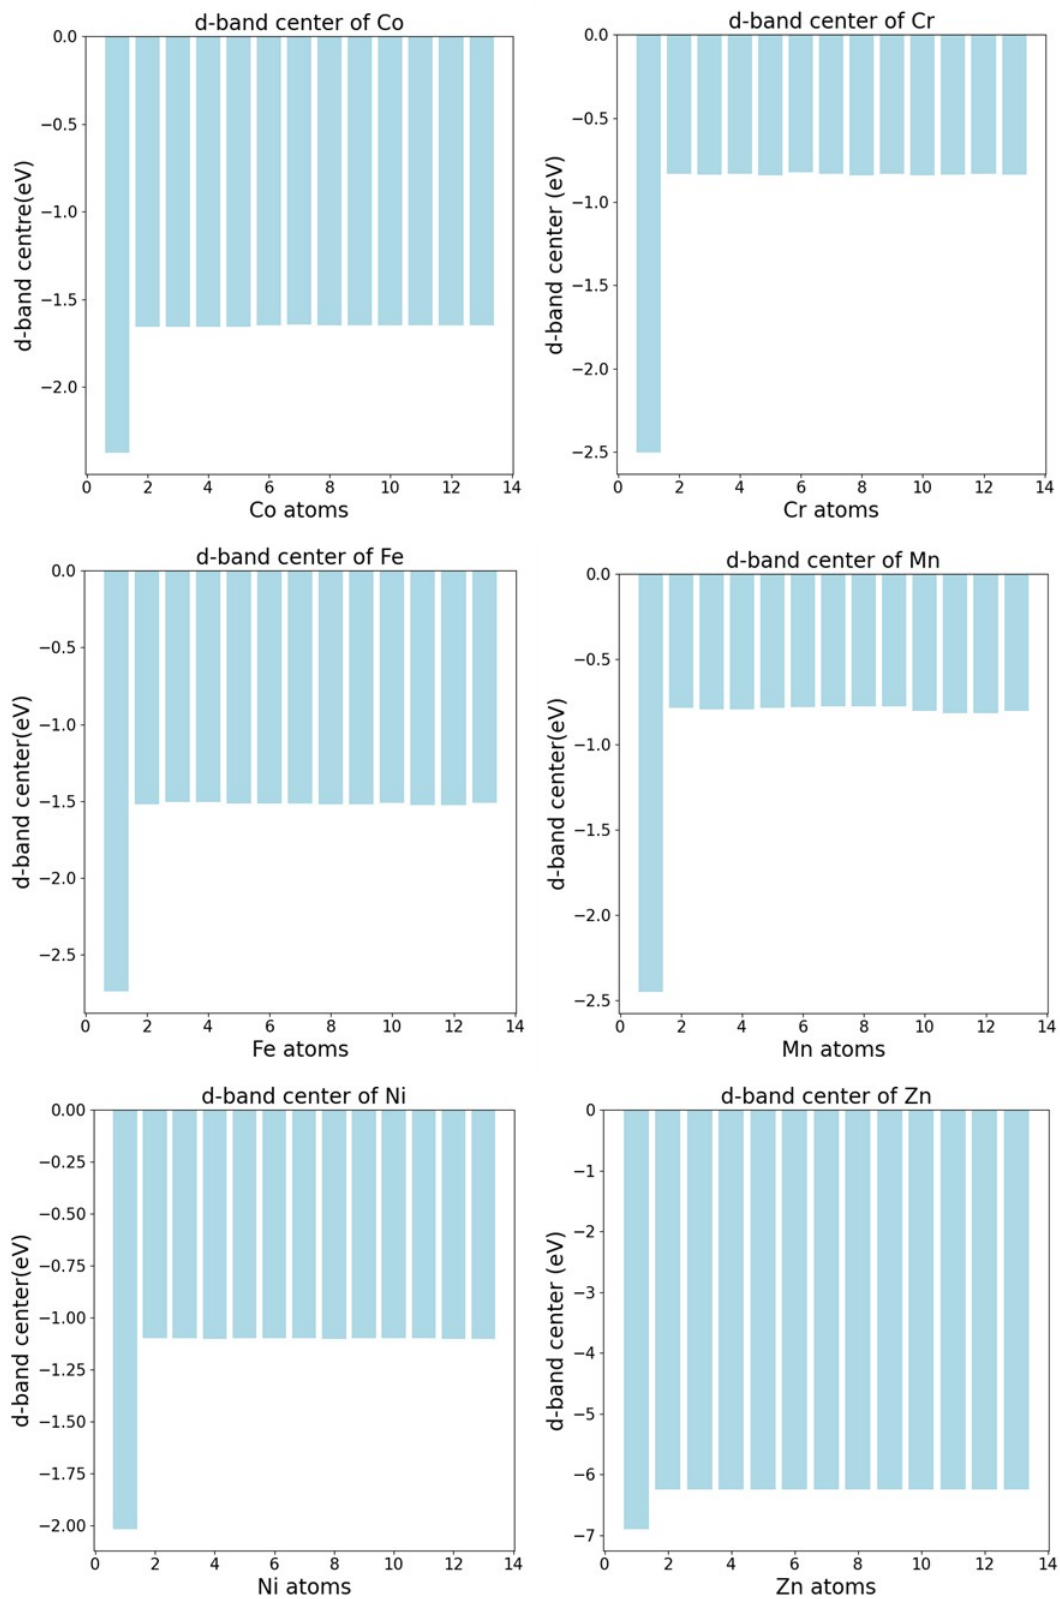 d-band center of Co
d-band centre(eV)
0.0
−0.5
−1.0
−1.5
−2.0
0 2 4 6 8 10 12 14
Co atoms
d-band center of Cr
d-band center (eV)
0.0
−0.5
−1.0
−1.5
−2.0
−2.5
0 2 4 6 8 10 12 14
Cr atoms
d-band center of Fe
d-band center(eV)
0.0
−0.5
−1.0
−1.5
−2.0
−2.5
0 2 4 6 8 10 12 14
Fe atoms
d-band center of Mn
d-band center(eV)
0.0
−0.5
−1.0
−1.5
−2.0
−2.5
0 2 4 6 8 10 12 14
Mn atoms
d-band center of Ni
d-band center(eV)
0.00
−0.25
−0.50
−0.75
−1.00
−1.25
−1.50
−1.75
−2.00
0 2 4 6 8 10 12 14
Ni atoms
d-band center of Zn
d-band center (eV)
0
−1
−2
−3
−4
−5
−6
−7
0 2 4 6 8 10 12 14
Zn atoms